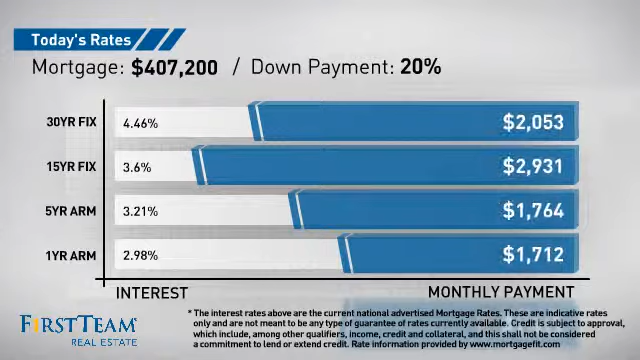 Today's Rates
Mortgage: $407,200 / Down Payment: 20%
30YR FIX 4.46% $2,053
15YR FIX 3.6% $2,931
5YR ARM 3.21% $1,764
1YR ARM 2.98% $1,712
INTEREST MONTHLY PAYMENT
* The interest rates above are the current national advertised Mortgage Rates. These are indicative rates
only and are not meant to be any type of guarantee of rates currently available. Credit is subject to approval,
which include, among other qualifiers, income, credit and collateral, and this shall not be considered
a commitment to lend or extend credit. Rate information provided by www.mortgagefit.com
FIRSTTEAM®
REAL ESTATE